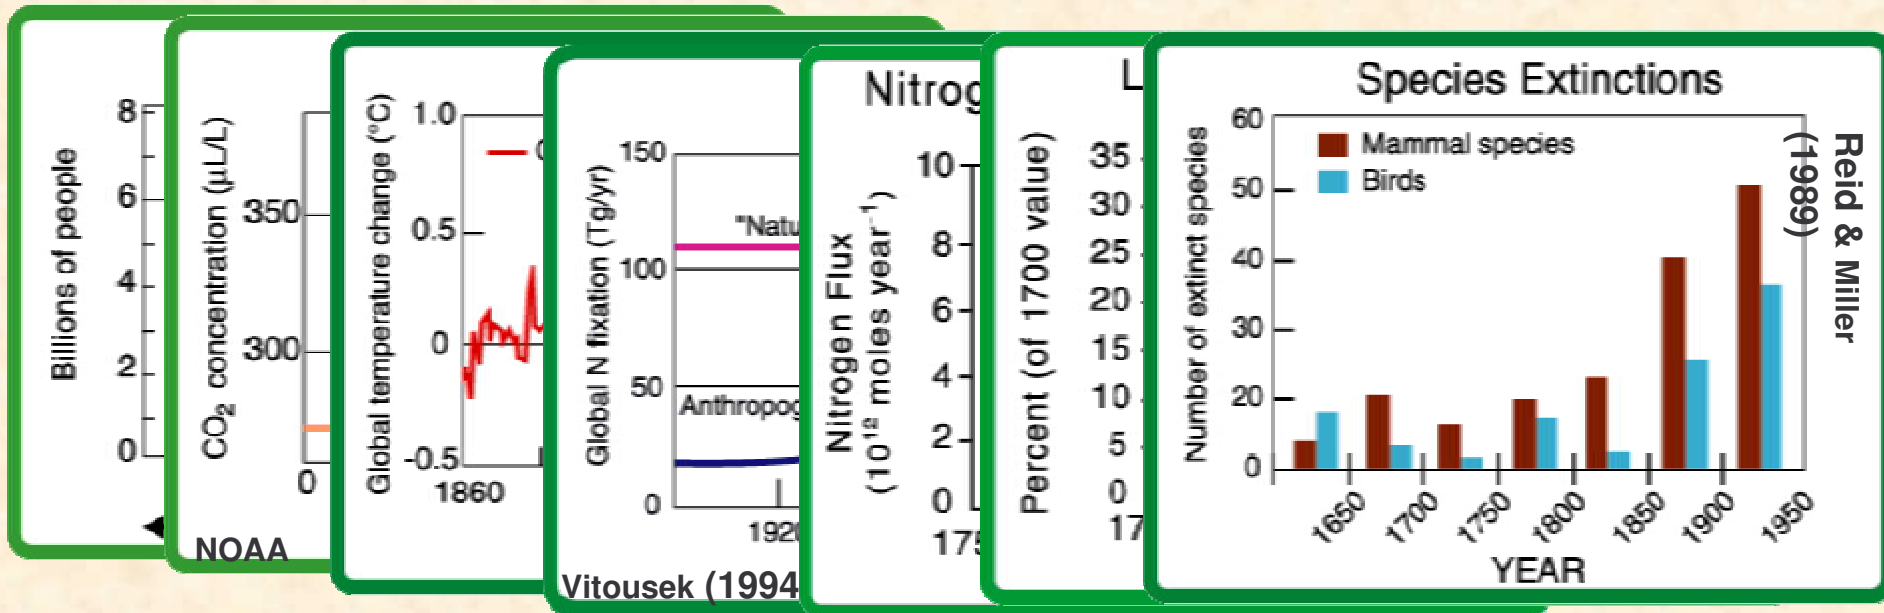 Billions of people
8
6
4
2
0
CO2 concentration (µL/L)
350
300
0
NOAA
Global temperature change (°C)
1.0
0.5
0
-0.5
1860
Global N fixation (Tg/yr)
150
100
50
0
"Natu
Anthropog
192
Vitousek (1994
Nitrog
Nitrogen Flux
(10¹² moles year⁻¹)
10
8
6
4
2
0
175
L
Percent (of 1700 value)
35
30
25
20
15
10
5
0
17
Species Extinctions
Number of extinct species
60
50
40
30
20
0
Mammal species
Birds
1650 1700 1750 1800 1850 1900 1950
YEAR
Reid & Miller
(1989)